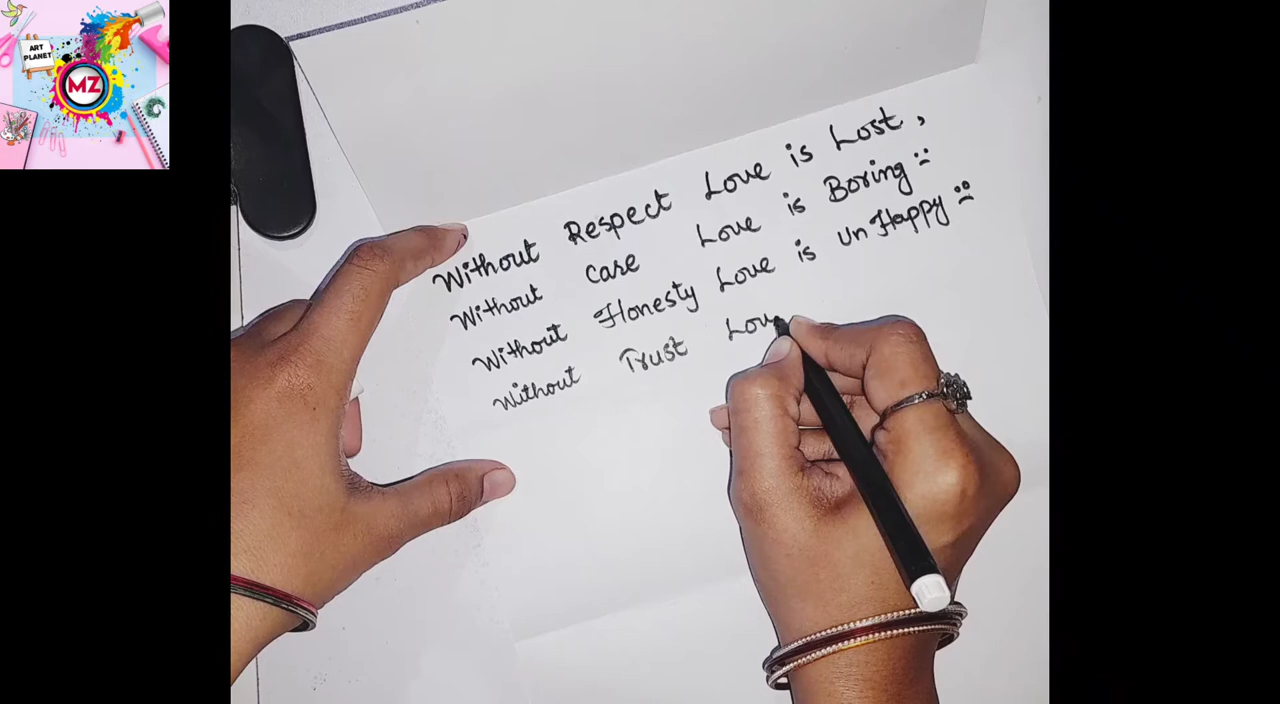 ART
PLANET
MZ
Without Respect Love is Lost,
Without care Love is Boring
Without Honesty Love is UnHappy
Without Trust Lov